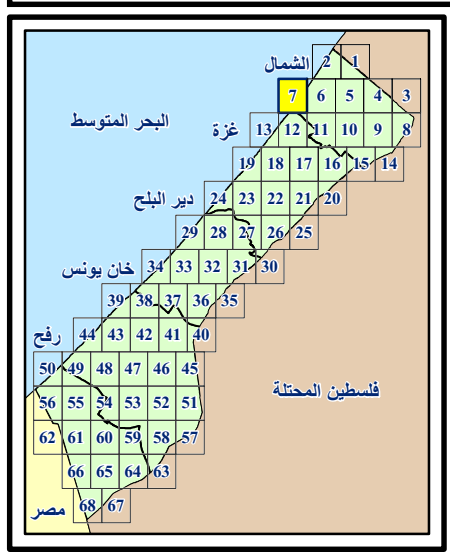 الشمال 2 1
7 6 5 4 3
البحر المتوسط
غزة 13 12 11 10 9 8
19 18 17 16 15 14
دير البلح 24 23 22 21 20
29 28 27 26 25
خان يونس 34 33 32 31 30
39 38 37 36 35
رفح 44 43 42 41 40
50 49 48 47 46 45
فلسطين المحتلة
56 55 54 53 52 51
62 61 60 59 58 57
66 65 64 63
مصر 68 67